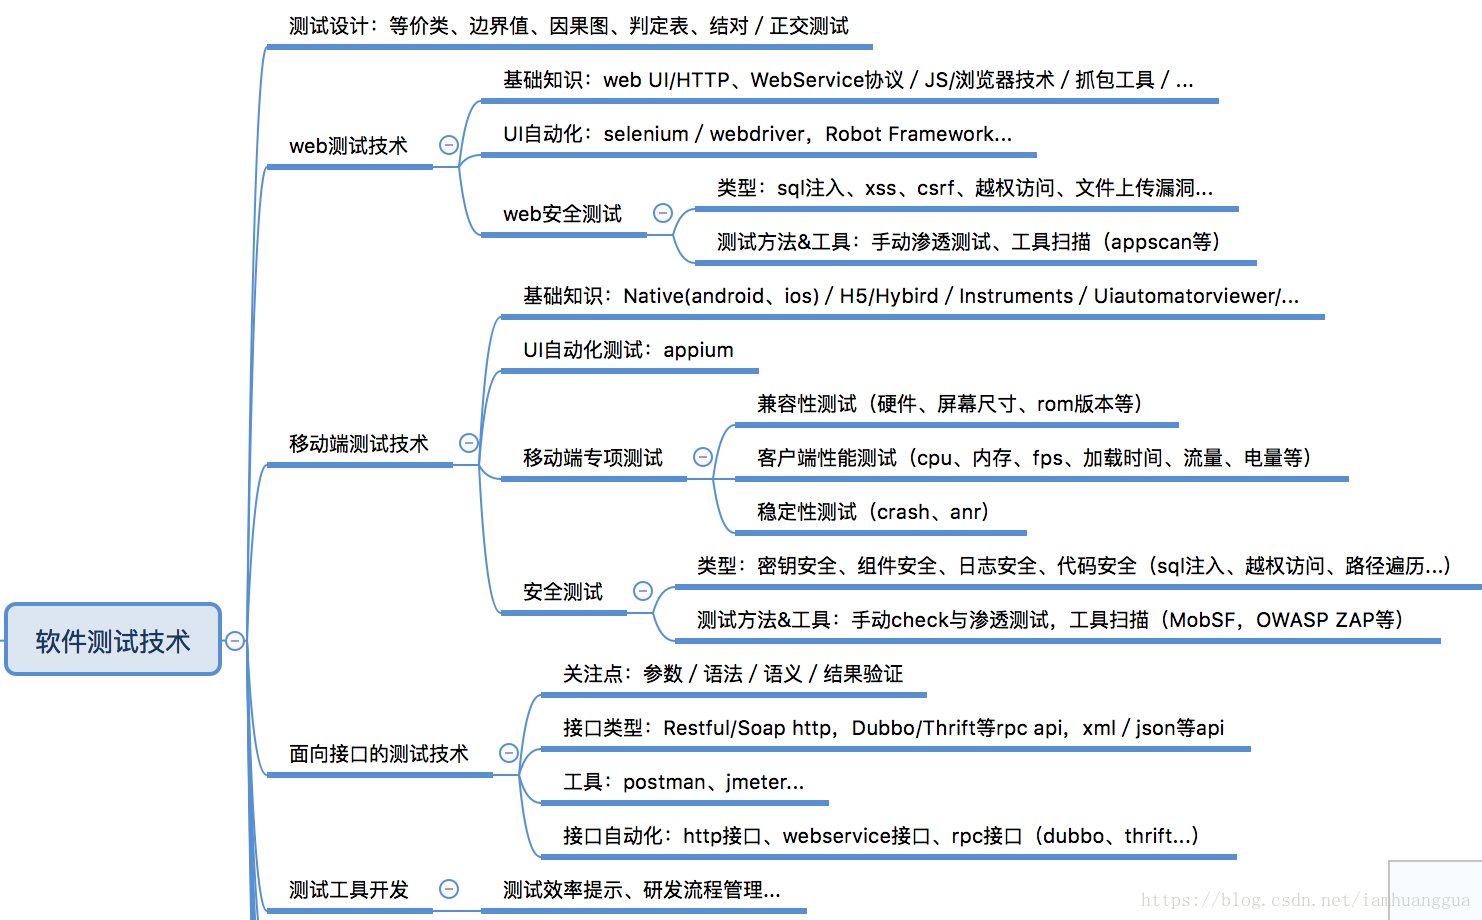 测试设计：等价类、边界值、因果图、判定表、结对 / 正交测试
基础知识：web UI/HTTP、WebService协议 / JS/浏览器技术 / 抓包工具 / ...
web测试技术
UI自动化：selenium / webdriver，Robot Framework...
类型：sql注入、xss、csrf、越权访问、文件上传漏洞...
web安全测试
测试方法&工具：手动渗透测试、工具扫描（appscan等）
基础知识：Native(android、ios) / H5/Hybird / Instruments / Uiautomatorviewer/...
UI自动化测试：appium
兼容性测试（硬件、屏幕尺寸、rom版本等）
移动端测试技术
移动端专项测试
客户端性能测试（cpu、内存、fps、加载时间、流量、电量等）
稳定性测试（crash、anr）
类型：密钥安全、组件安全、日志安全、代码安全（sql注入、越权访问、路径遍历...）
安全测试
测试方法&工具：手动check与渗透测试，工具扫描（MobSF，OWASP ZAP等）
软件测试技术
关注点：参数 / 语法 / 语义 / 结果验证
接口类型：Restful/Soap http，Dubbo/Thrift等rpc api，xml / json等api
面向接口的测试技术
工具：postman、jmeter...
接口自动化：http接口、webservice接口、rpc接口（dubbo、thrift...）
测试工具开发
测试效率提示、研发流程管理...
https://blog.csdn.net/iamhuanggua